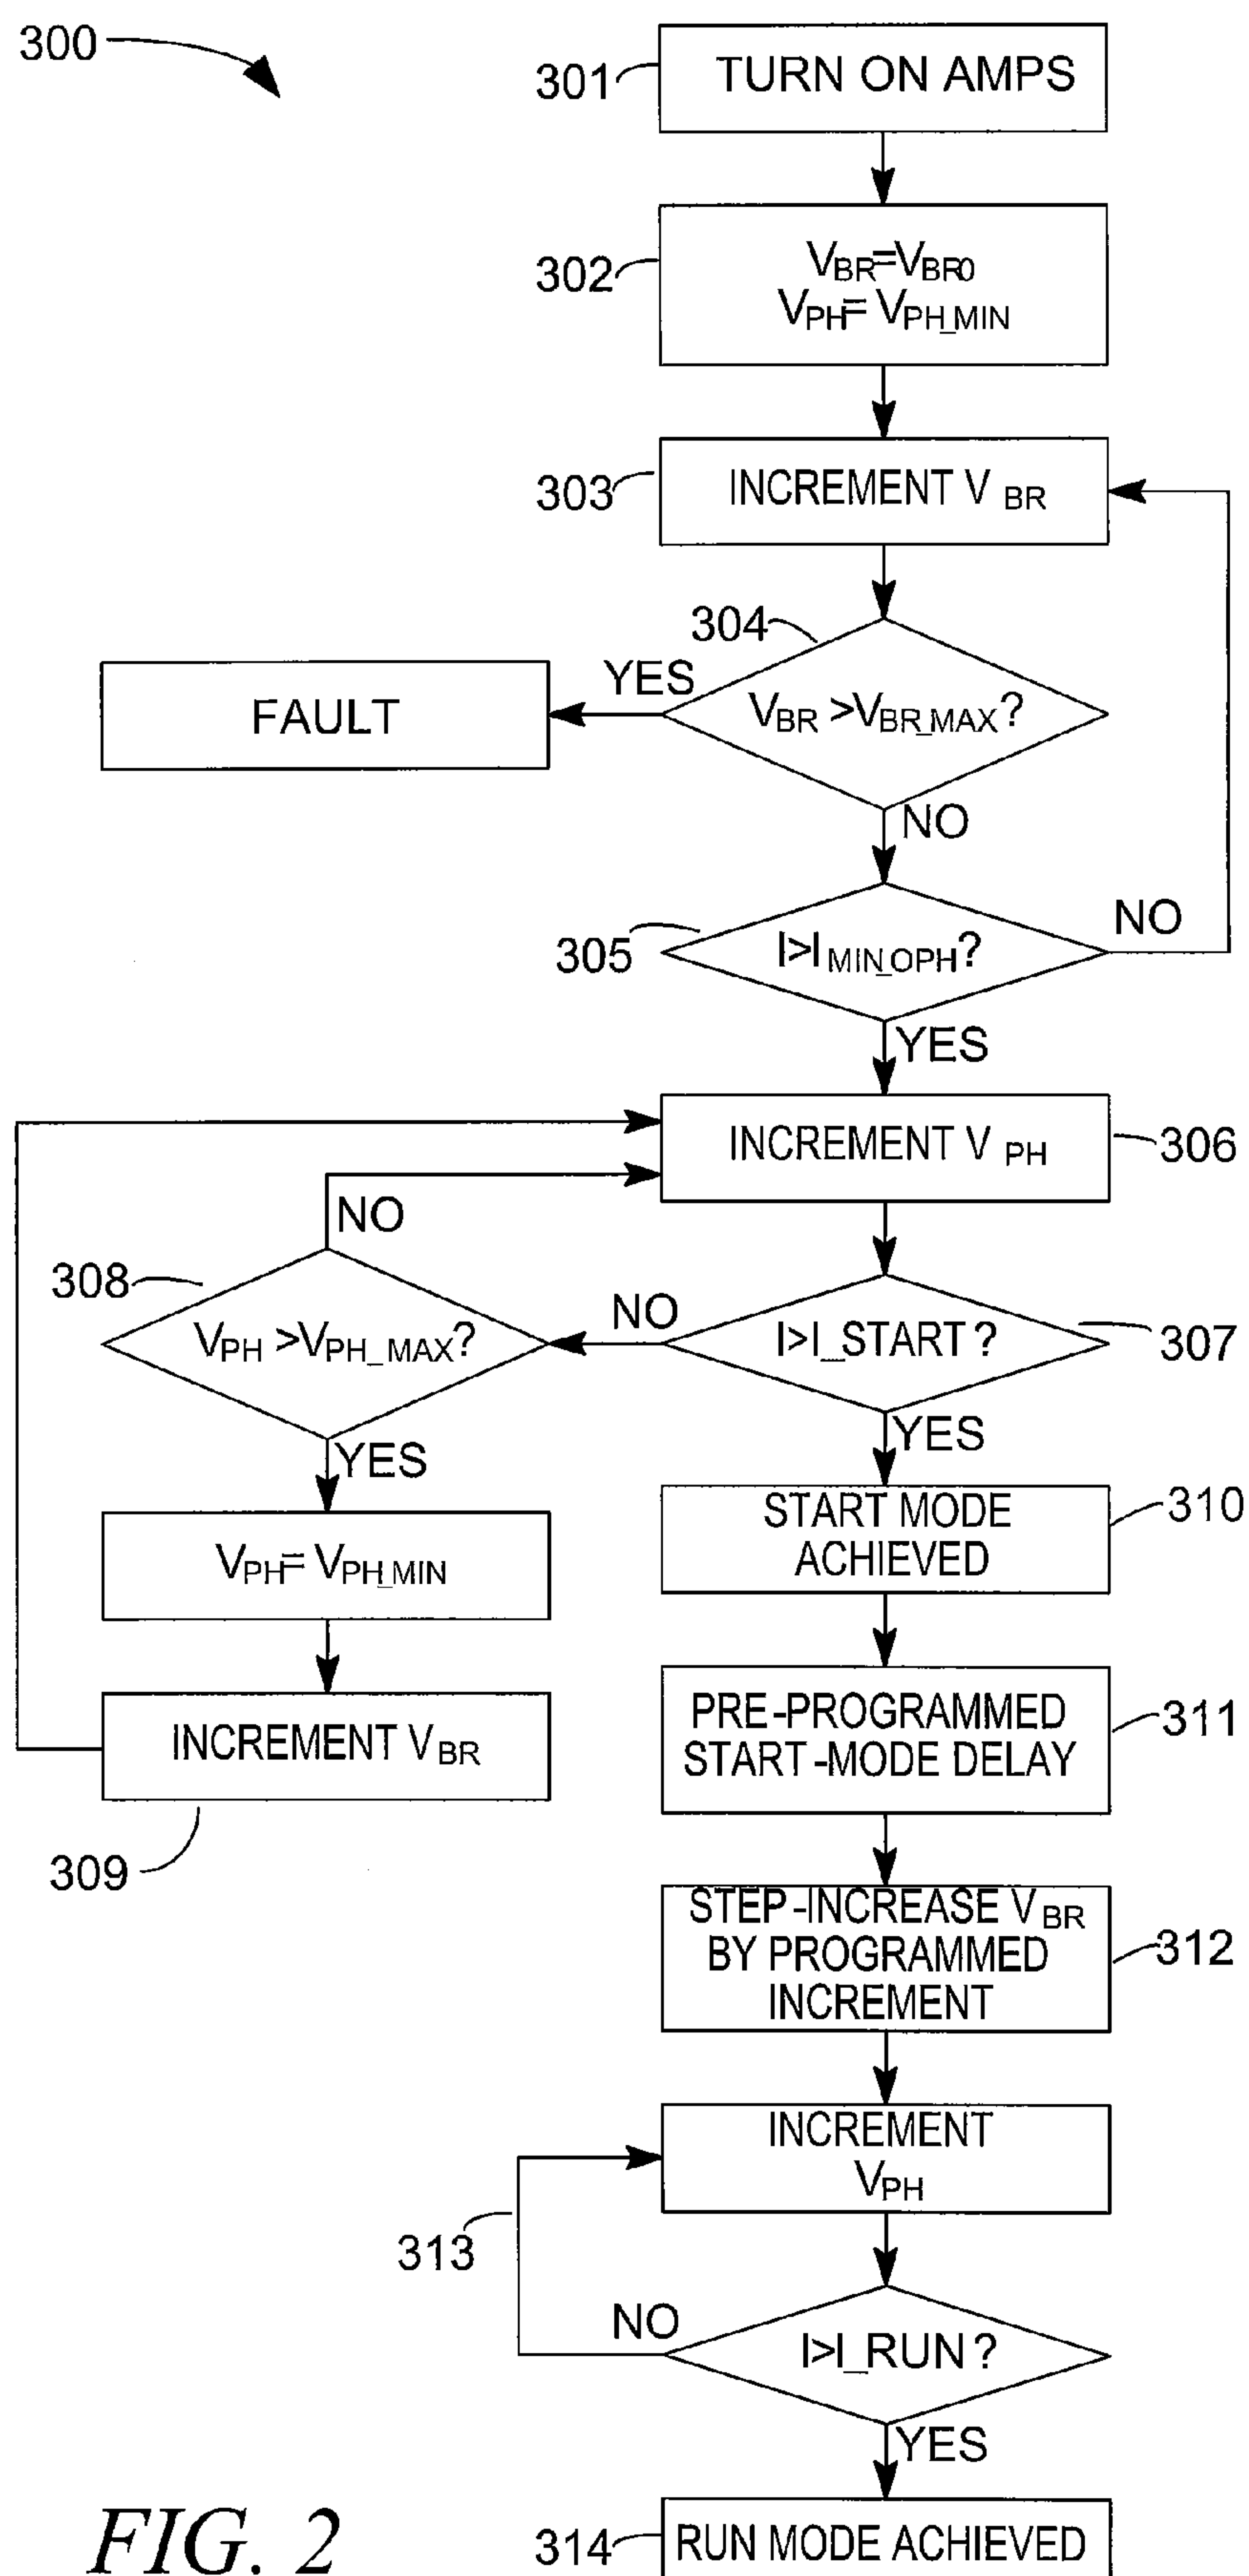 300
301
TURN ON AMPS
302
VBR=VBR0
VPH= VPH_MIN
303
INCREMENT VBR
304
YES
FAULT
VBR >VBR_MAX?
NO
305
I>IMIN_OPH?
NO
YES
INCREMENT VPH
306
NO
308
VPH >VPH_MAX?
NO
I>I_START?
307
YES
YES
VPH= VPH_MIN
START MODE
ACHIEVED
310
INCREMENT VBR
309
PRE-PROGRAMMED
START-MODE DELAY
311
STEP-INCREASE VBR
BY PROGRAMMED
INCREMENT
312
INCREMENT
VPH
313
NO
I>I_RUN?
YES
314
RUN MODE ACHIEVED
FIG. 2